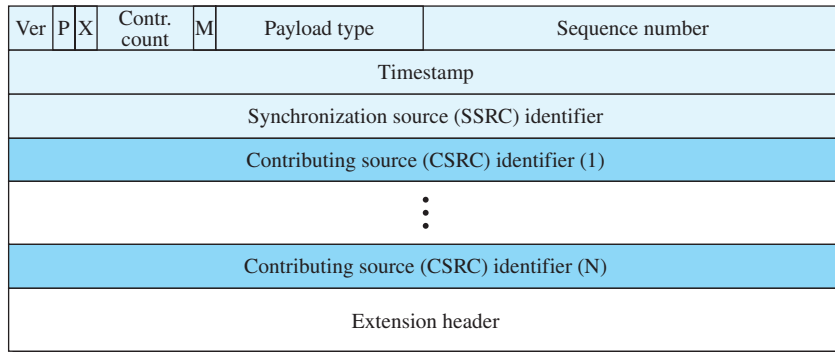 Ver P X Contr. count M Payload type Sequence number
Timestamp
Synchronization source (SSRC) identifier
Contributing source (CSRC) identifier (1)
Contributing source (CSRC) identifier (N)
Extension header